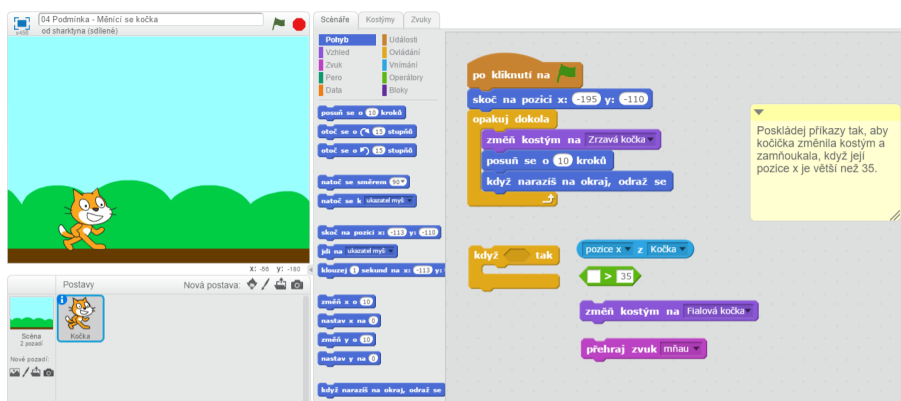 04 Podmínka - Měnící se kočka
od sharktyna (sdílené)
v456
X: -56 Y: -180
Postavy
Nová postava:
Scéna
2 pozadí
Nové pozadí:
Kočka
Scénáře
Kostýmy
Zvuky
Pohyb
Vzhled
Zvuk
Pero
Data
Události
Ovládání
Vnímání
Operátory
Bloky
posuň se o 10 kroků
otoč se o 15 stupňů
otoč se o 15 stupňů
natoč se směrem 90
natoč se k ukazatel myš
skoč na pozici x: -113 y: -110
jdi na ukazatel myš
klouzej 1 sekund na x: -113 y:
změň x o 10
nastav x na 0
změň y o 10
nastav y na 0
když narazíš na okraj, odraž se
po kliknutí na
skoč na pozici x: -195 y: -110
opakuj dokola
změň kostým na Zrzavá kočka
posuň se o 10 kroků
když narazíš na okraj, odraž se
když tak
pozice x z Kočka
> 35
změň kostým na Fialová kočka
přehraj zvuk mňau
Poskládej příkazy tak, aby
kočička změnila kostým a
zamňoukala, když její
pozice x je větší než 35.